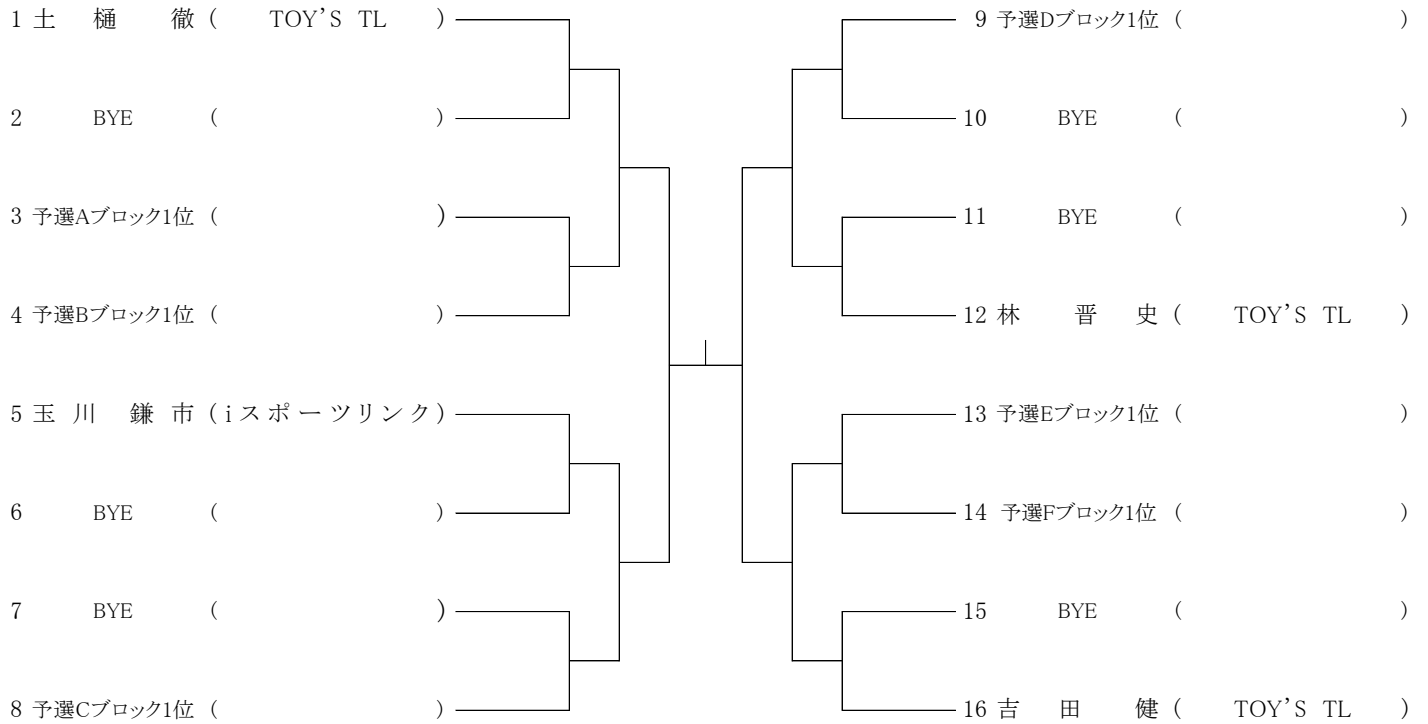 1 土 樋 徹 ( TOY'S TL )
2 BYE ( )
3 予選Aブロック1位 ( )
4 予選Bブロック1位 ( )
5 玉 川 鎌 市 ( iスポーツリンク )
6 BYE ( )
7 BYE ( )
8 予選Cブロック1位 ( )
9 予選Dブロック1位 ( )
10 BYE ( )
11 BYE ( )
12 林 晋 史 ( TOY'S TL )
13 予選Eブロック1位 ( )
14 予選Fブロック1位 ( )
15 BYE ( )
16 吉 田 健 ( TOY'S TL )